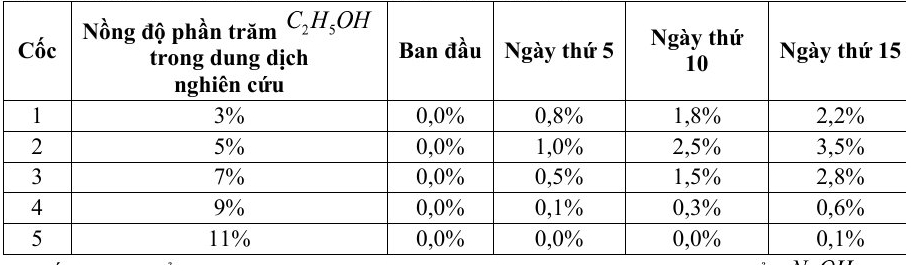 Cốc | Nồng độ phần trăm C₂H₅OH trong dung dịch nghiên cứu | Ban đầu | Ngày thứ 5 | Ngày thứ 10 | Ngày thứ 15
1 | 3% | 0,0% | 0,8% | 1,8% | 2,2%
2 | 5% | 0,0% | 1,0% | 2,5% | 3,5%
3 | 7% | 0,0% | 0,5% | 1,5% | 2,8%
4 | 9% | 0,0% | 0,1% | 0,3% | 0,6%
5 | 11% | 0,0% | 0,0% | 0,0% | 0,1%